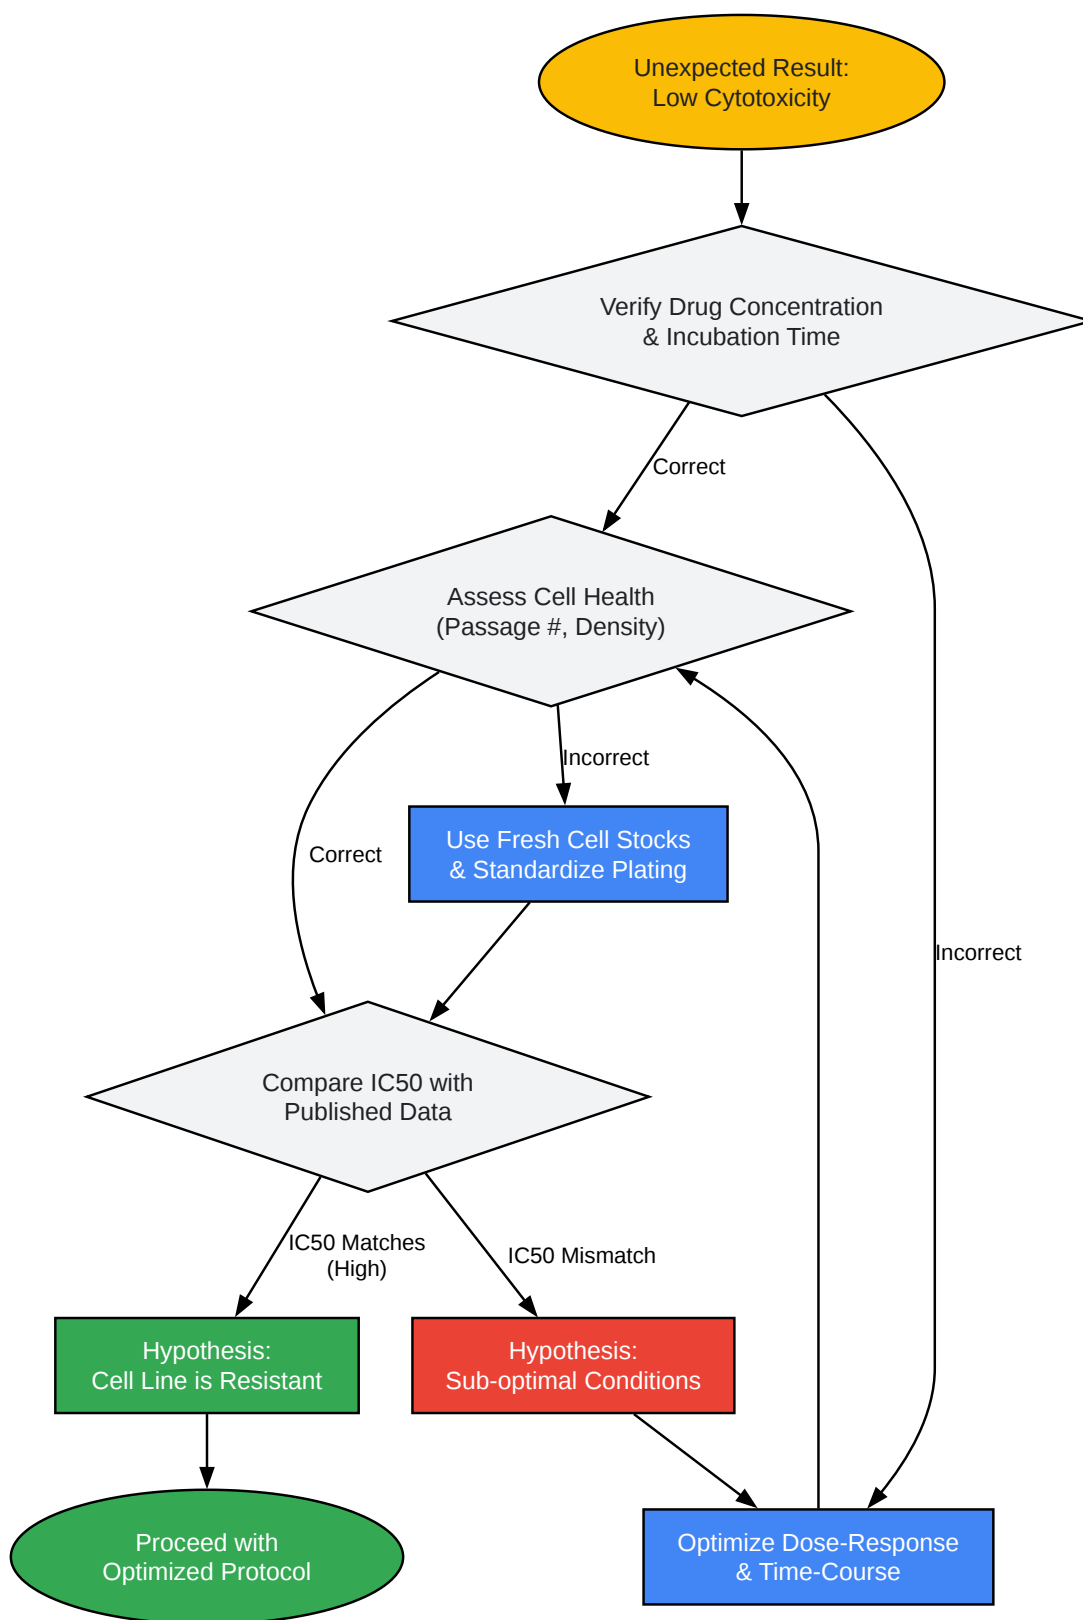 Unexpected Result:
Low Cytotoxicity
Verify Drug Concentration
& Incubation Time
Correct
Assess Cell Health
(Passage #, Density)
Incorrect
Use Fresh Cell Stocks
& Standardize Plating
Correct
Incorrect
Compare IC50 with
Published Data
IC50 Matches
(High)
IC50 Mismatch
Hypothesis:
Cell Line is Resistant
Hypothesis:
Sub-optimal Conditions
Proceed with
Optimized Protocol
Optimize Dose-Response
& Time-Course